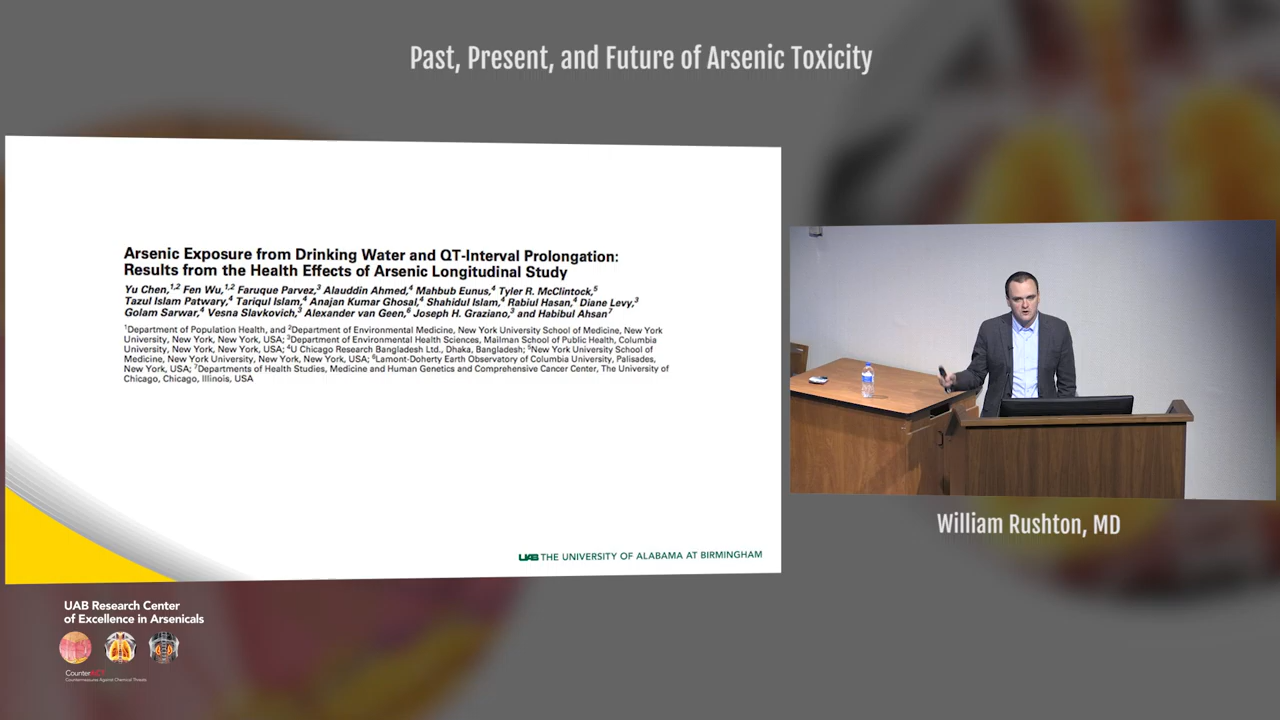 Past, Present, and Future of Arsenic Toxicity
Arsenic Exposure from Drinking Water and QT-Interval Prolongation:
Results from the Health Effects of Arsenic Longitudinal Study
Yu Chen,1,2 Fen Wu,1,2 Faruque Parvez,3 Alauddin Ahmed,4 Mahbub Eunus,4 Tyler R. McClintock,5
Tazul Islam Patwary,4 Tariqul Islam,4 Anajan Kumar Ghosal,4 Shahidul Islam,4 Rabiul Hasan,4 Diane Levy,3
Golam Sarwar,4 Vesna Slavkovich,3 Alexander van Geen,6 Joseph H. Graziano,3 and Habibul Ahsan7
1Department of Population Health, and 2Department of Environmental Medicine, New York University School of Medicine, New York
University, New York, New York, USA; 3Department of Environmental Health Sciences, Mailman School of Public Health, Columbia
University, New York, New York, USA; 4U Chicago Research Bangladesh Ltd., Dhaka, Bangladesh; 5New York University School of
Medicine, New York University, New York, New York, USA; 6Lamont-Doherty Earth Observatory of Columbia University, Palisades,
New York, USA; 7Departments of Health Studies, Medicine and Human Genetics and Comprehensive Cancer Center, The University of
Chicago, Chicago, Illinois, USA
UAB THE UNIVERSITY OF ALABAMA AT BIRMINGHAM
William Rushton, MD
UAB Research Center
of Excellence in Arsenicals
CounterACT
Countermeasures Against Chemical Threats